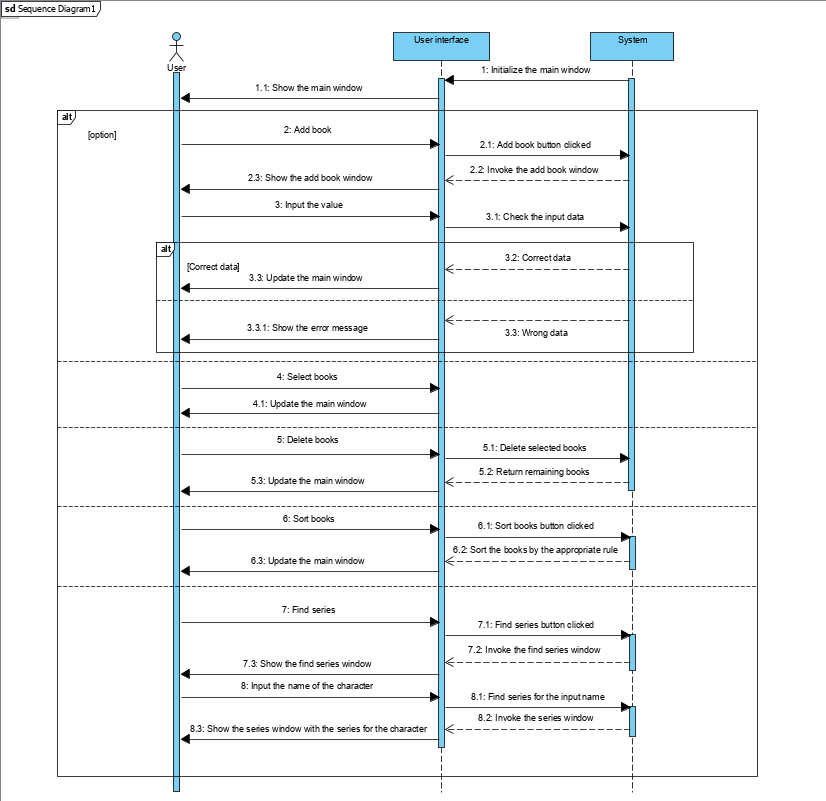 sd Sequence Diagram1
User
User interface
System
1: Initialize the main window
1.1: Show the main window
alt
[option]
2: Add book
2.1: Add book button clicked
2.2: Invoke the add book window
2.3: Show the add book window
3: Input the value
3.1: Check the input data
alt
[Correct data]
3.2: Correct data
3.3: Update the main window
3.3.1: Show the error message
3.3: Wrong data
4: Select books
4.1: Update the main window
5: Delete books
5.1: Delete selected books
5.2: Return remaining books
5.3: Update the main window
6: Sort books
6.1: Sort books button clicked
6.2: Sort the books by the appropriate rule
6.3: Update the main window
7: Find series
7.1: Find series button clicked
7.2: Invoke the find series window
7.3: Show the find series window
8: Input the name of the character
8.1: Find series for the input name
8.2: Invoke the series window
8.3: Show the series window with the series for the character